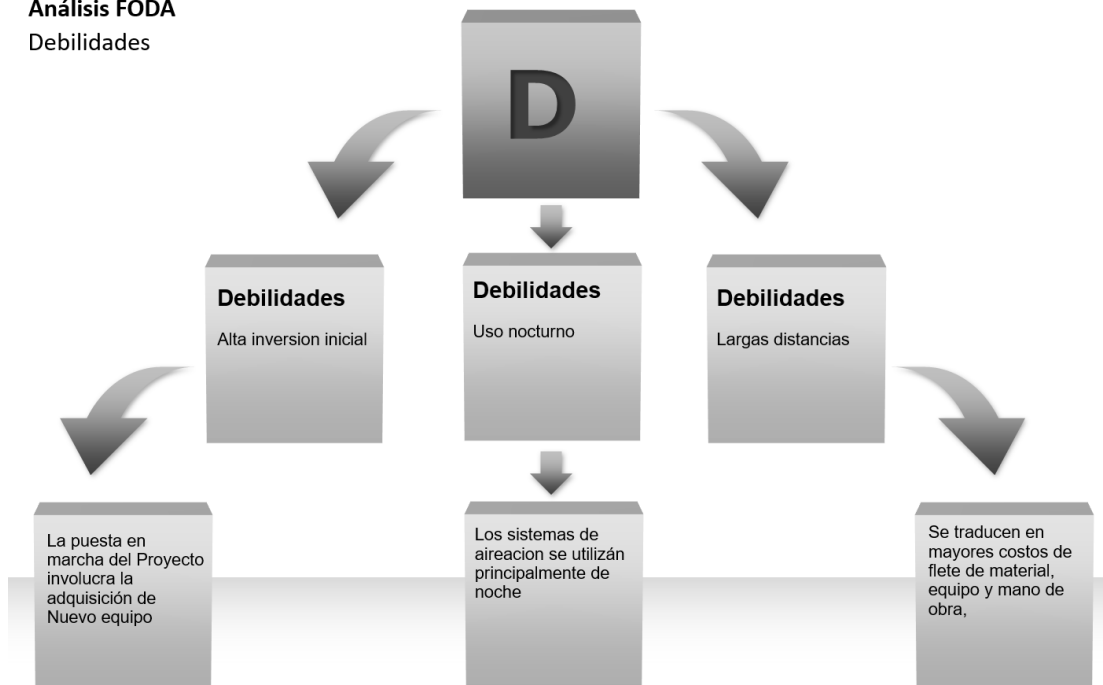 Análisis FODA
Debilidades
D
Debilidades
Alta inversion inicial
Debilidades
Uso nocturno
Debilidades
Largas distancias
La puesta en
marcha del Proyecto
involucra la
adquisición de
Nuevo equipo
Los sistemas de
aireacion se utilizán
principalmente de
noche
Se traducen en
mayores costos de
flete de material,
equipo y mano de
obra,